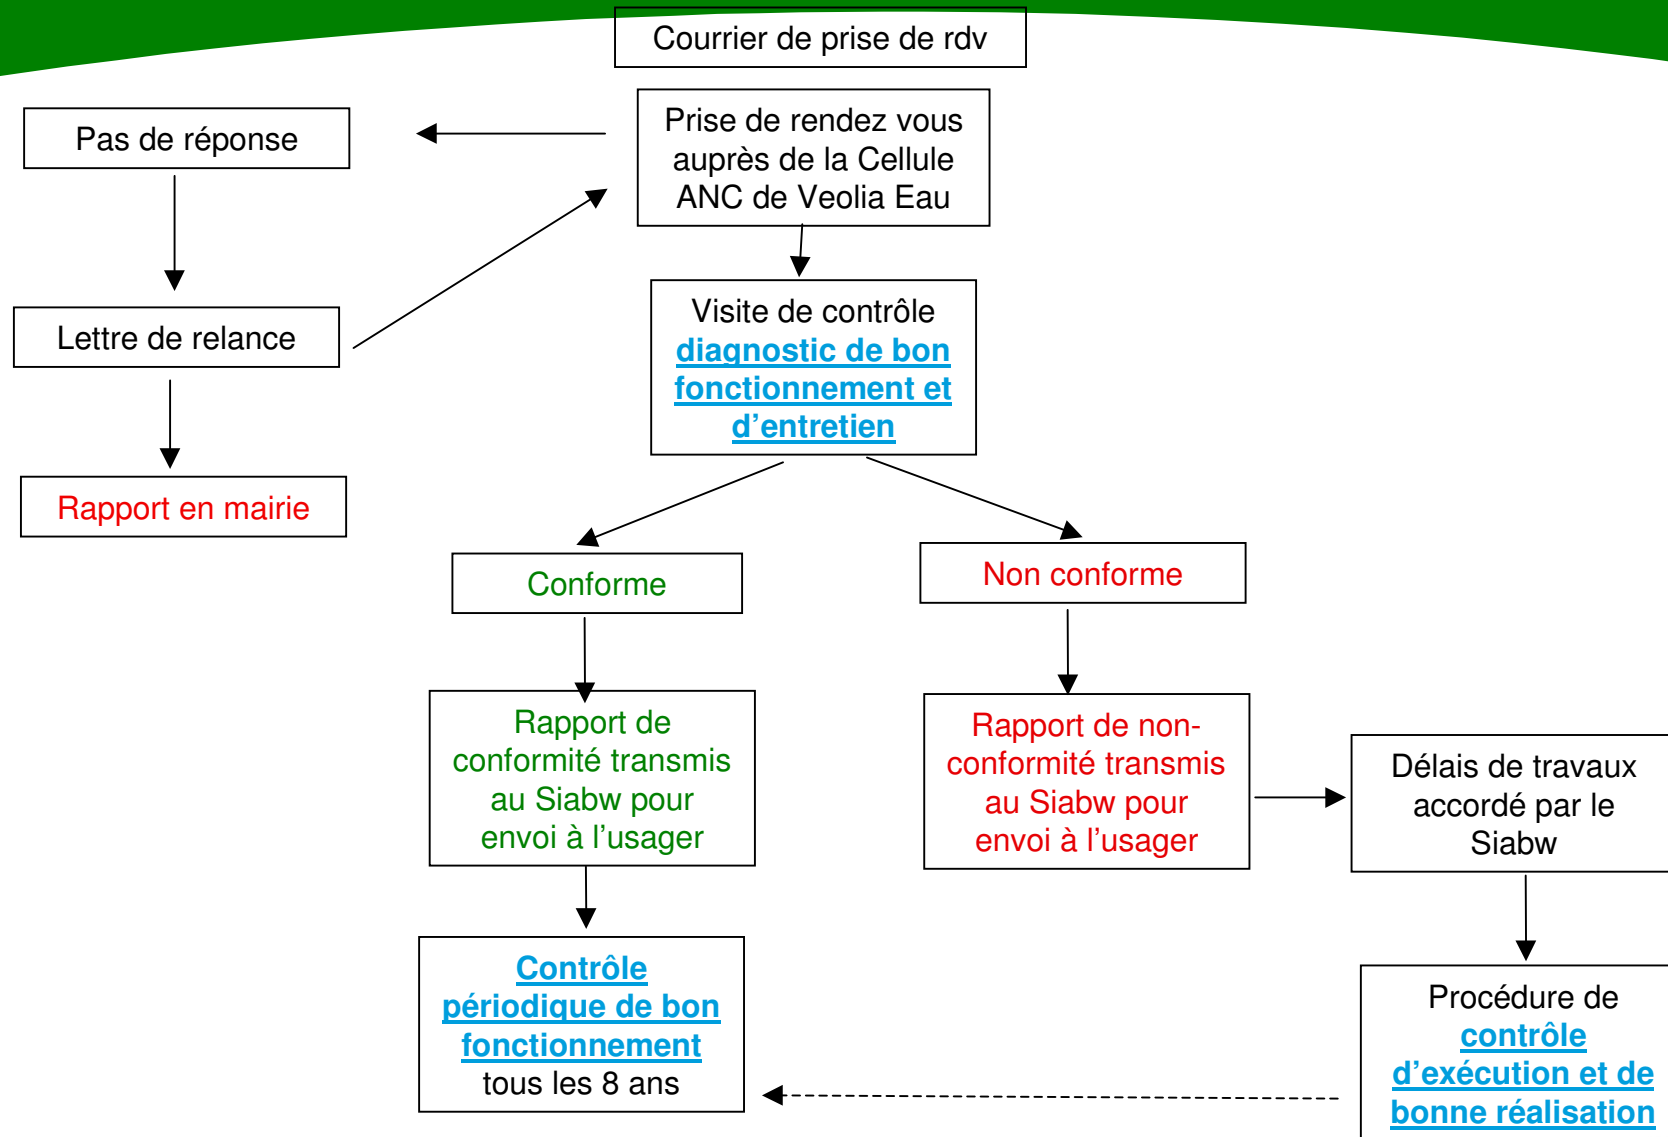 Courrier de prise de rdv
Pas de réponse
Prise de rendez vous
auprès de la Cellule
ANC de Veolia Eau
Lettre de relance
Visite de contrôle
diagnostic de bon
fonctionnement et
d’entretien
Rapport en mairie
Conforme
Non conforme
Rapport de
conformité transmis
au Siabw pour
envoi à l’usager
Rapport de non-
conformité transmis
au Siabw pour
envoi à l’usager
Délais de travaux
accordé par le
Siabw
Contrôle
périodique de bon
fonctionnement
tous les 8 ans
Procédure de
contrôle
d’exécution et de
bonne réalisation